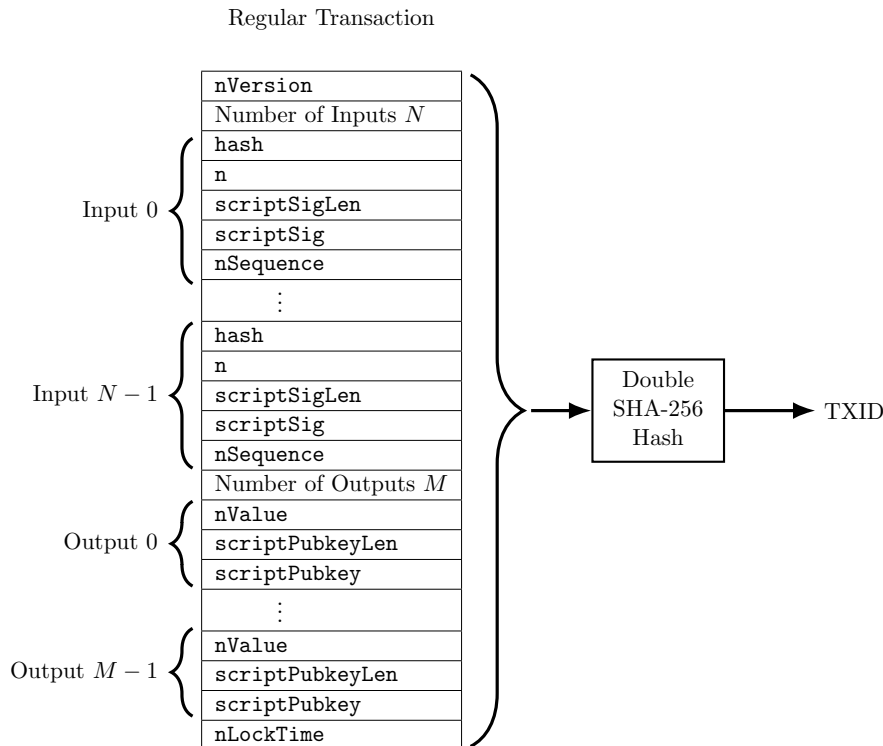 Regular Transaction
nVersion
Number of Inputs N
Input 0
hash
n
scriptSigLen
scriptSig
nSequence
⋮
Input N − 1
hash
n
scriptSigLen
scriptSig
nSequence
Number of Outputs M
Output 0
nValue
scriptPubkeyLen
scriptPubkey
⋮
Output M − 1
nValue
scriptPubkeyLen
scriptPubkey
nLockTime
Double
SHA-256
Hash
TXID